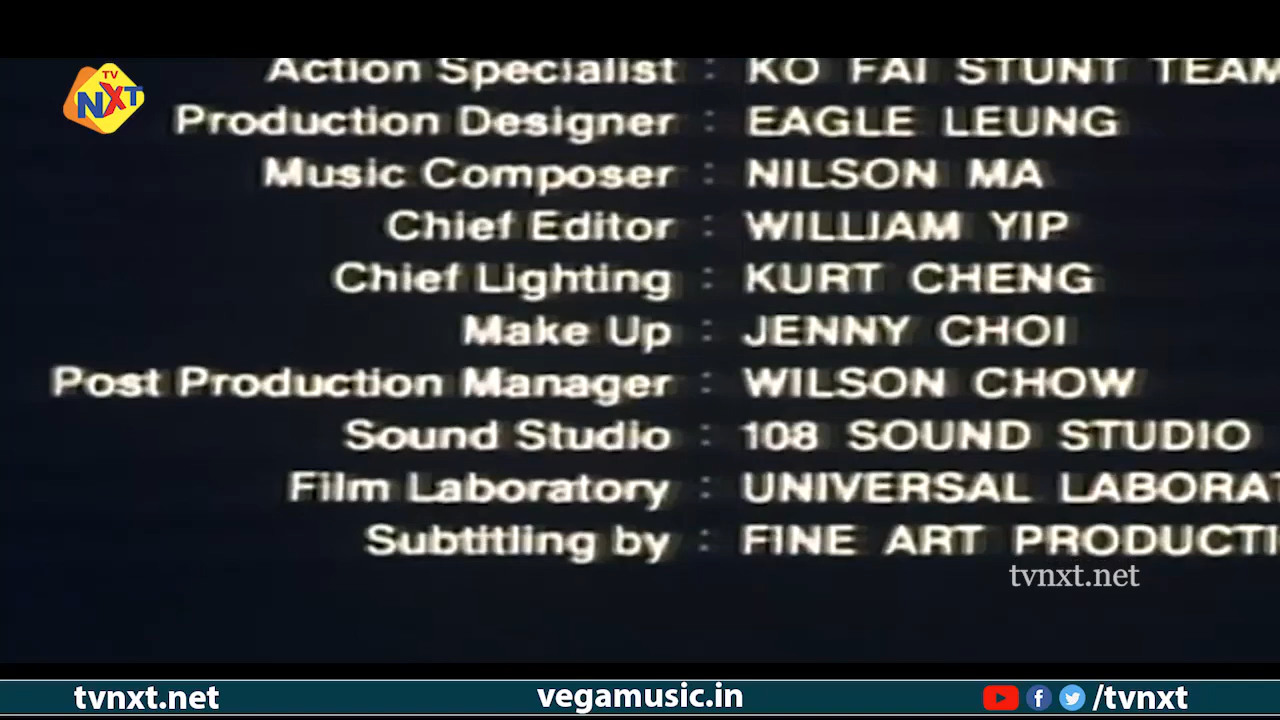 TV
NXT
Action Specialist : KO FAI STUNT TEAM
Production Designer : EAGLE LEUNG
Music Composer : NILSON MA
Chief Editor : WILLIAM YIP
Chief Lighting : KURT CHENG
Make Up : JENNY CHOI
Post Production Manager : WILSON CHOW
Sound Studio : 108 SOUND STUDIO
Film Laboratory : UNIVERSAL LABORAT
Subtitling by : FINE ART PRODUCTI
tvnxt.net
tvnxt.net vegamusic.in /tvnxt